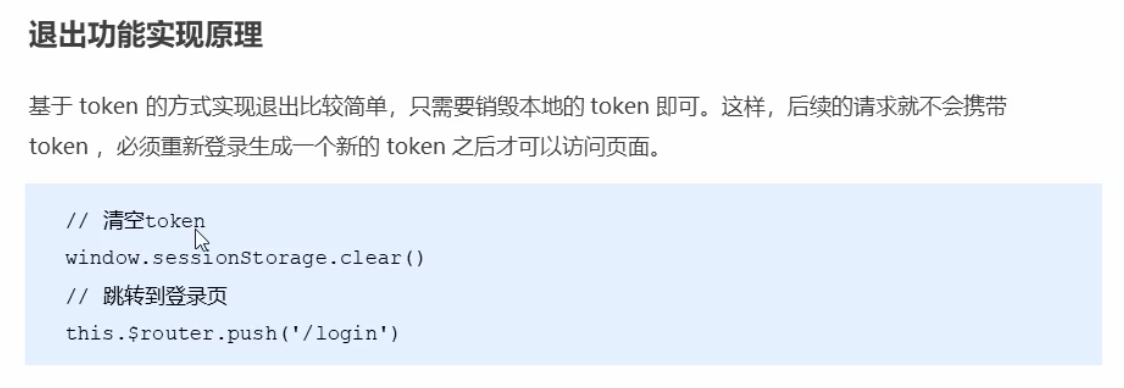 退出功能实现原理
基于 token 的方式实现退出比较简单，只需要销毁本地的 token 即可。这样，后续的请求就不会携带
token ，必须重新登录生成一个新的 token 之后才可以访问页面。
// 清空token
window.sessionStorage.clear()
// 跳转到登录页
this.$router.push('/login')